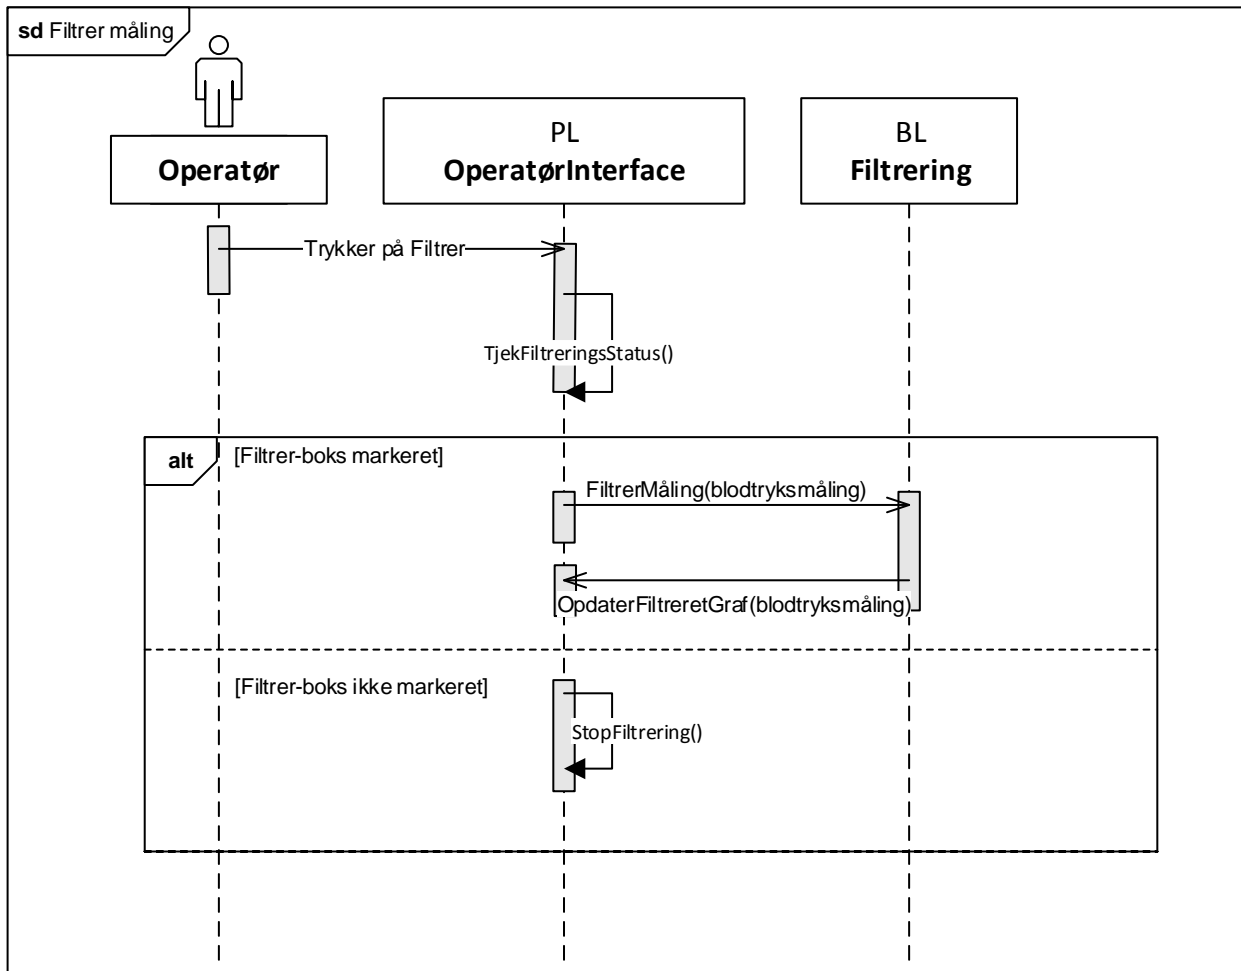 sd Filtrer måling
Operatør
PL
OperatørInterface
BL
Filtrering
Trykker på Filtrer
TjekFiltreringsStatus()
alt
[Filtrer-boks markeret]
FiltrerMåling(blodtryksmåling)
OpdaterFiltreretGraf(blodtryksmåling)
[Filtrer-boks ikke markeret]
StopFiltrering()